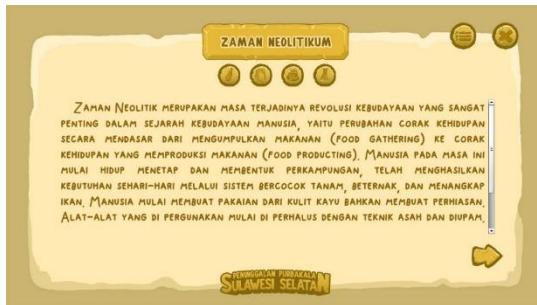 ZAMAN NEOLITIKUM
ZAMAN NEOLITIK MERUPAKAN MASA TERJADINYA REVOLUSI KEBUDAYAAN YANG SANGAT
PENTING DALAM SEJARAH KEBUDAYAAN MANUSIA, YAITU PERUBAHAN CORAK KEHIDUPAN
SECARA MENDASAR DARI MENGUMPULKAN MAKANAN (FOOD GATHERING) KE CORAK
KEHIDUPAN YANG MEMPRODUKSI MAKANAN (FOOD PRODUCTING). MANUSIA PADA MASA INI
MULAI HIDUP MENETAP DAN MEMBENTUK PERKAMPUNGAN, TELAH MENGHASILKAN
KEBUTUHAN SEHARI-HARI MELALUI SISTEM BERCOCOK TANAM, BETERNAK, DAN MENANGKAP
IKAN. MANUSIA MULAI MEMBUAT PAKAIAN DARI KULIT KAYU BAHKAN MEMBUAT PERHIASAN.
ALAT-ALAT YANG DI PERGUNAKAN MULAI DI PERHALUS DENGAN TEKNIK ASAH DAN DIUPAM.
PENINGGALAN PURBAKALA
SULAWESI SELATAN